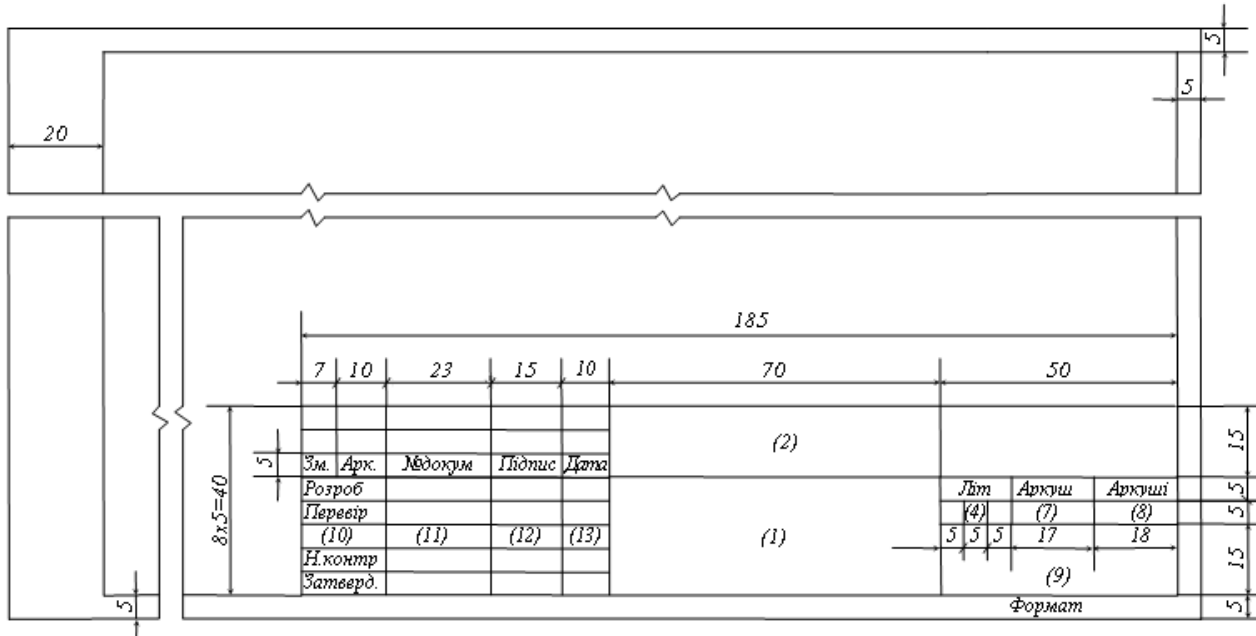 5
5
20
185
7 10 23 15 10 70 50
(2)
15
5
Зм. Арк. №докум Підпис Дата
8x5=40
Розроб
Літ Аркуш Аркуші
5
Перевір
(4) (7) (8)
5
(10) (11) (12) (13)
(1)
5 5 5 17 18
15
Н.контр
Затверд.
(9)
5
Формат
5